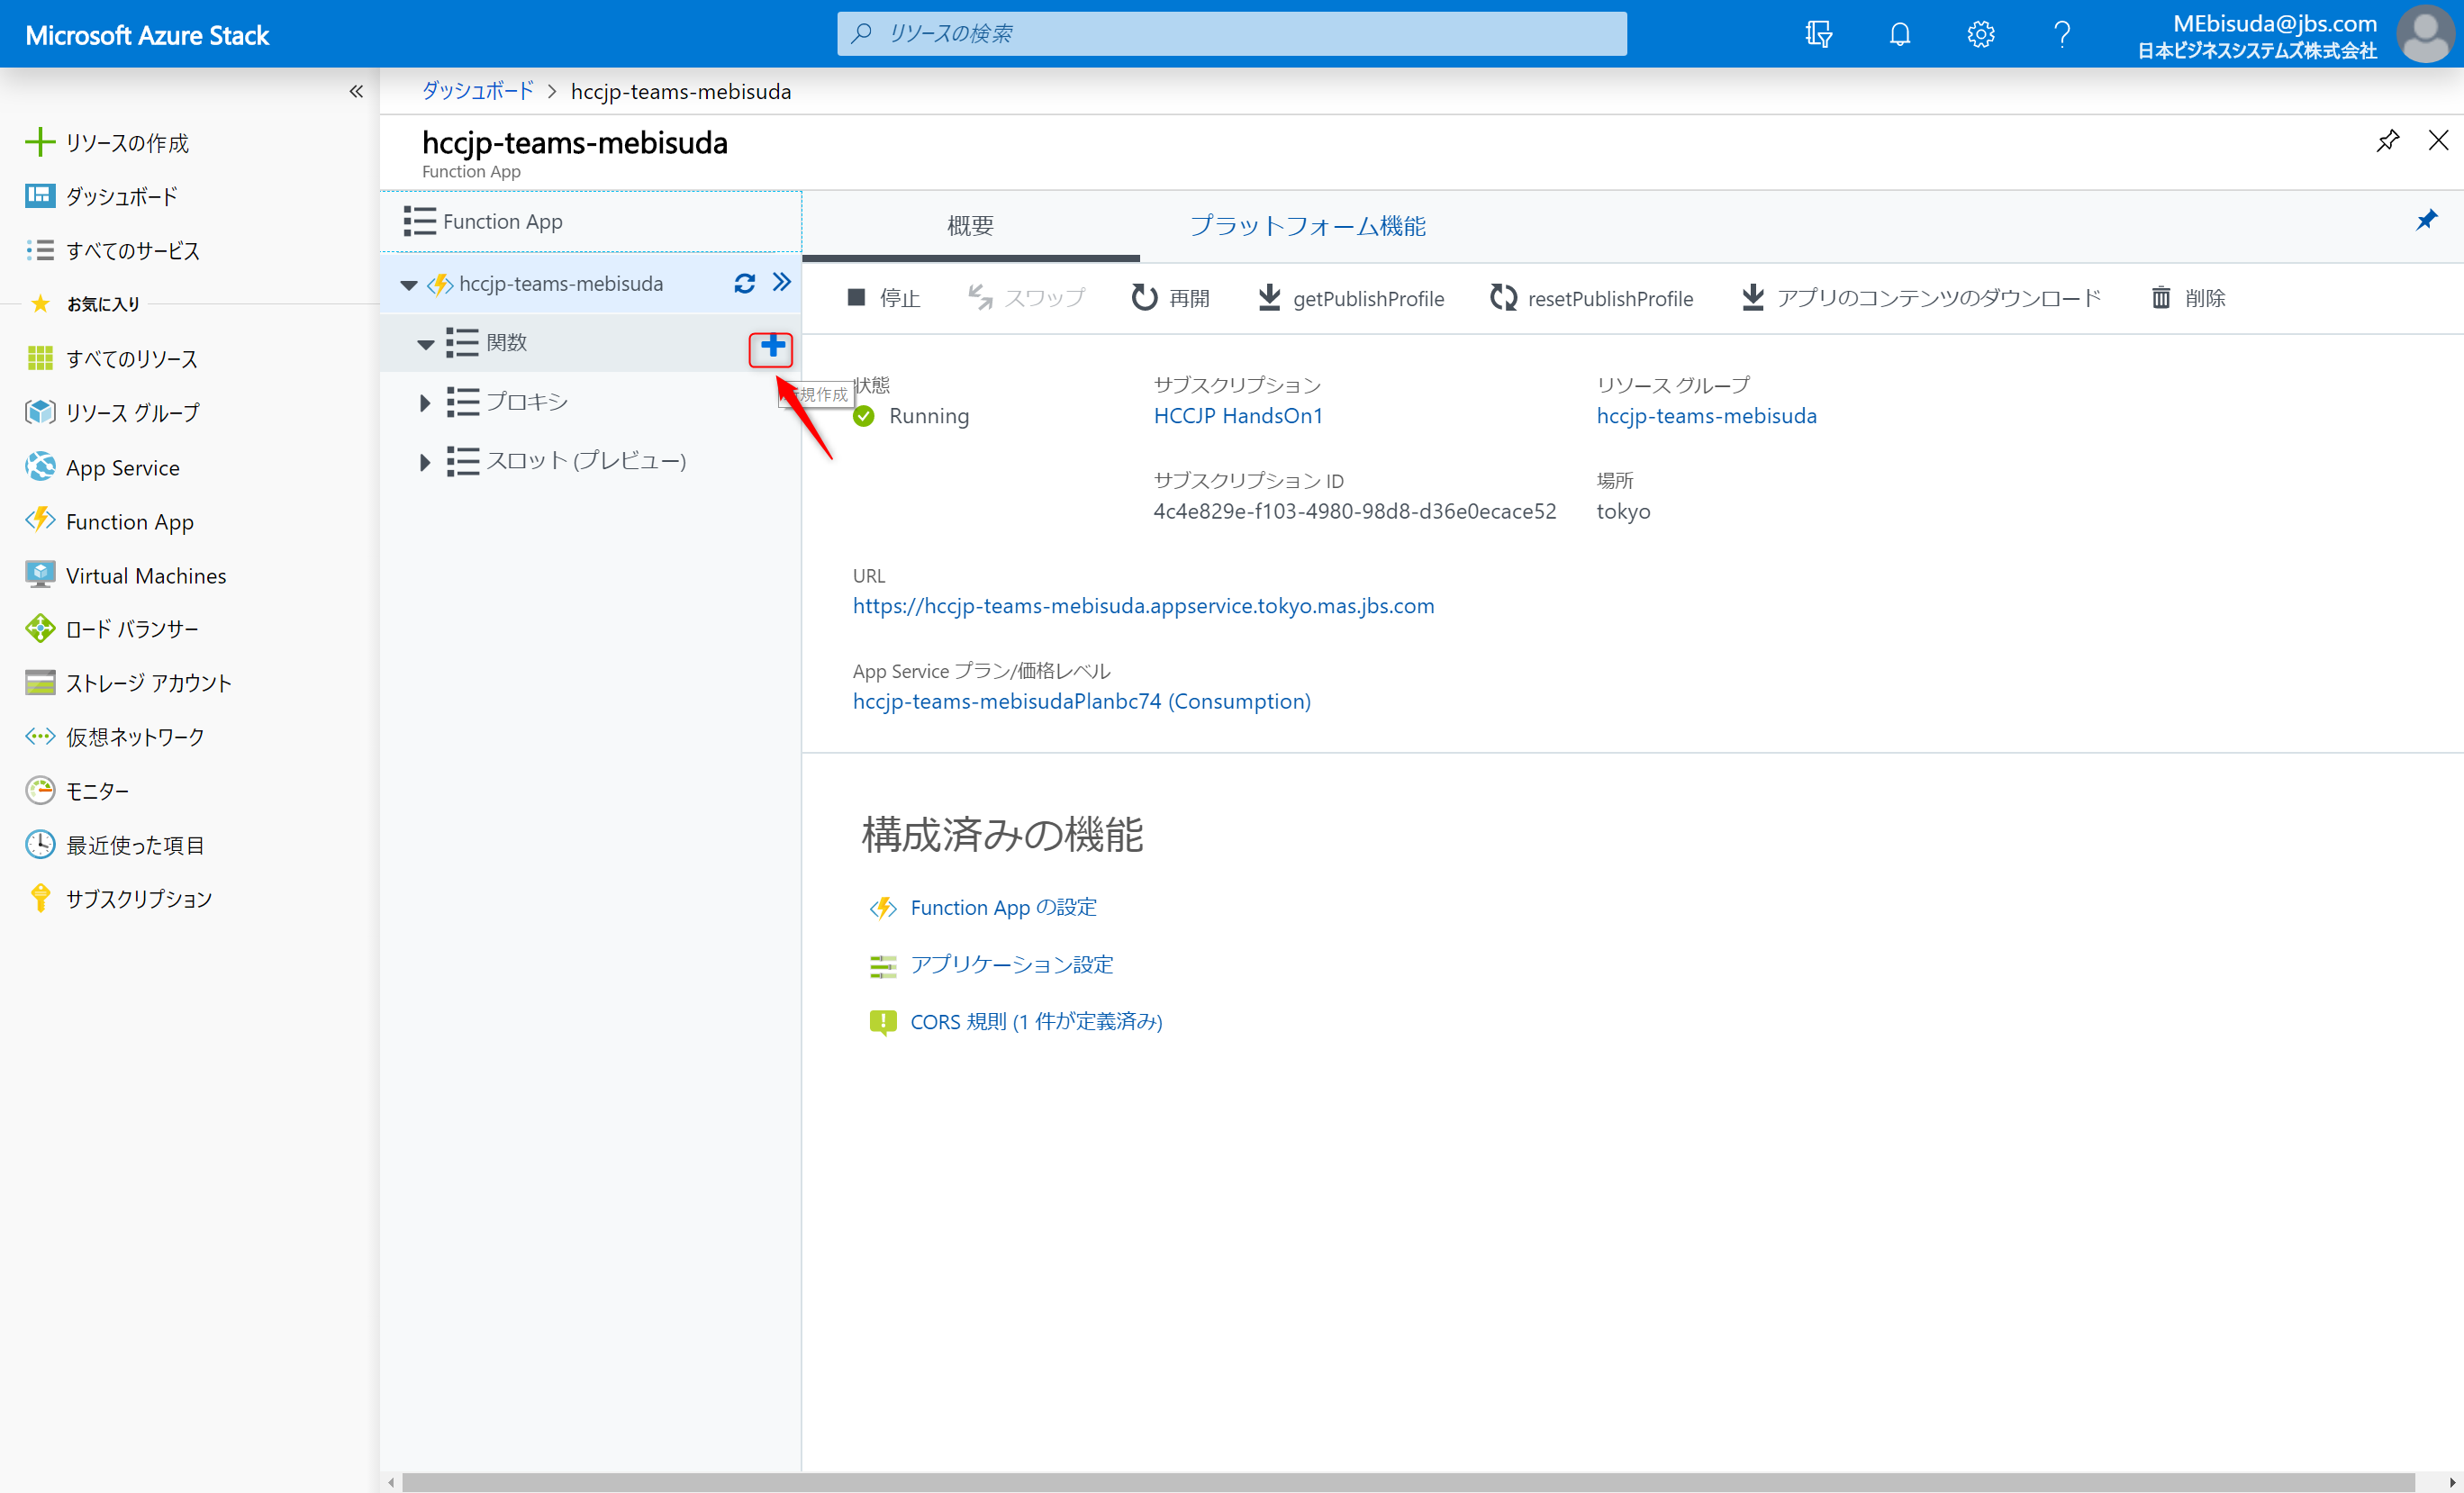 Microsoft Azure Stack
リソースの検索
MEbisuda@jbs.com
日本ビジネスシステムズ株式会社
リソースの作成
ダッシュボード
すべてのサービス
お気に入り
すべてのリソース
リソース グループ
App Service
Function App
Virtual Machines
ロード バランサー
ストレージ アカウント
仮想ネットワーク
モニター
最近使った項目
サブスクリプション
ダッシュボード > hccjp-teams-mebisuda
hccjp-teams-mebisuda
Function App
Function App
hccjp-teams-mebisuda
関数
プロキシ
スロット (プレビュー)
規作成
概要
プラットフォーム機能
停止 スワップ 再開 getPublishProfile resetPublishProfile アプリのコンテンツのダウンロード 削除
状態
Running
サブスクリプション
HCCJP HandsOn1
リソース グループ
hccjp-teams-mebisuda
サブスクリプション ID
4c4e829e-f103-4980-98d8-d36e0ecace52
場所
tokyo
URL
https://hccjp-teams-mebisuda.appservice.tokyo.mas.jbs.com
App Service プラン/価格レベル
hccjp-teams-mebisudaPlanbc74 (Consumption)
構成済みの機能
Function App の設定
アプリケーション設定
CORS 規則 (1 件が定義済み)